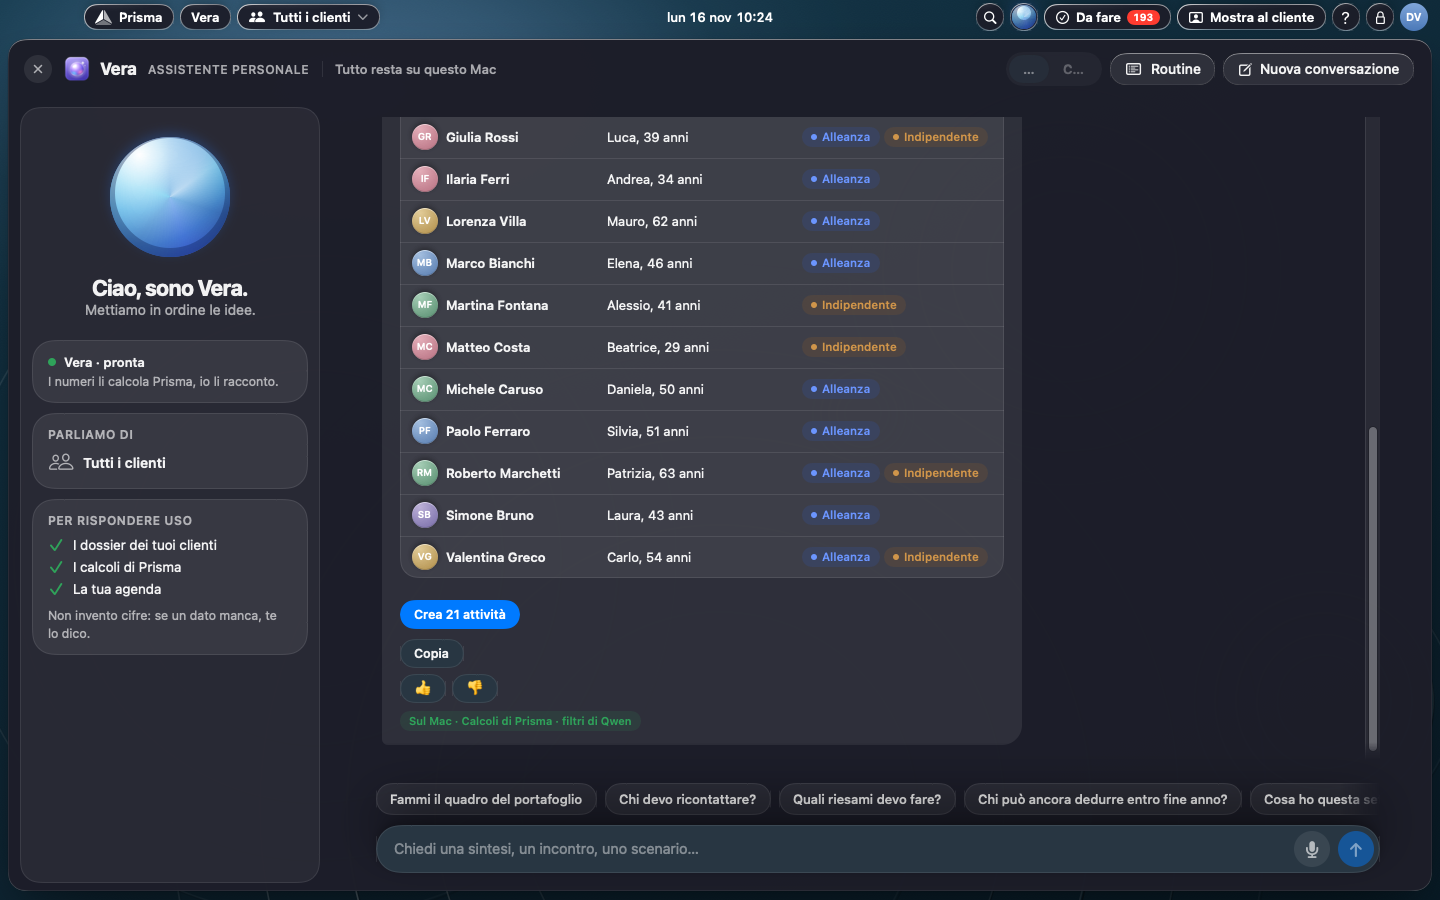 Prisma Vera Tutti i clienti lun 16 nov 10:24 Da fare 193 Mostra al cliente ? DV
Vera ASSISTENTE PERSONALE Tutto resta su questo Mac ... C... Routine Nuova conversazione
Ciao, sono Vera.
Mettiamo in ordine le idee.
Vera · pronta
I numeri li calcola Prisma, io li racconto.
PARLIAMO DI
Tutti i clienti
PER RISPONDERE USO
I dossier dei tuoi clienti
I calcoli di Prisma
La tua agenda
Non invento cifre: se un dato manca, te
lo dico.
GR Giulia Rossi Luca, 39 anni Alleanza Indipendente
IF Ilaria Ferri Andrea, 34 anni Alleanza
LV Lorenza Villa Mauro, 62 anni Alleanza
MB Marco Bianchi Elena, 46 anni Alleanza
MF Martina Fontana Alessio, 41 anni Indipendente
MC Matteo Costa Beatrice, 29 anni Indipendente
MC Michele Caruso Daniela, 50 anni Alleanza
PF Paolo Ferraro Silvia, 51 anni Alleanza
RM Roberto Marchetti Patrizia, 63 anni Alleanza Indipendente
SB Simone Bruno Laura, 43 anni Alleanza
VG Valentina Greco Carlo, 54 anni Alleanza Indipendente
Crea 21 attività
Copia
Sul Mac · Calcoli di Prisma · filtri di Qwen
Fammi il quadro del portafoglio Chi devo ricontattare? Quali riesami devo fare? Chi può ancora dedurre entro fine anno? Cosa ho questa se
Chiedi una sintesi, un incontro, uno scenario...